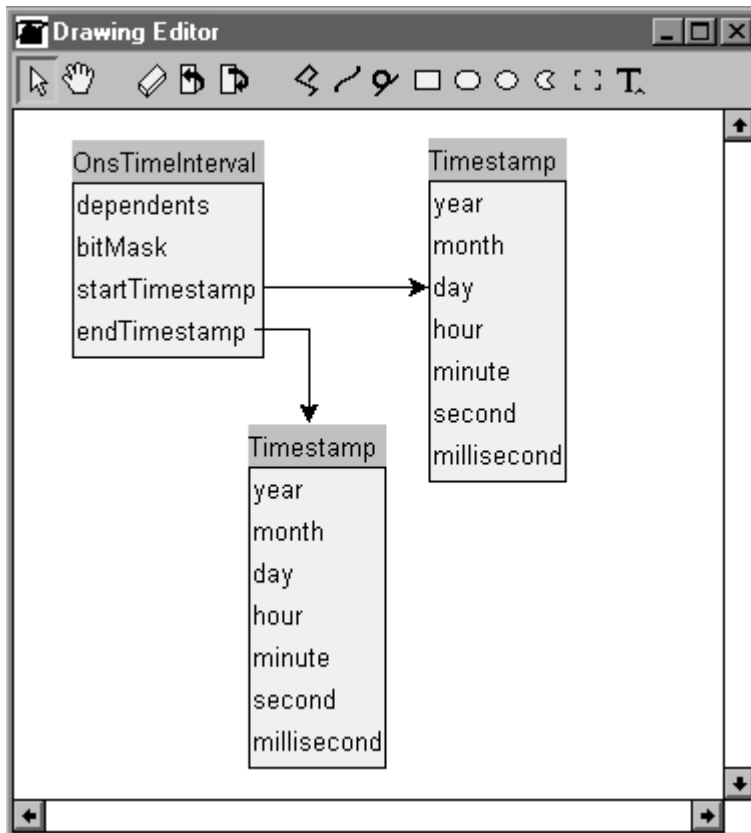 Drawing Editor
OnsTimeInterval
dependents
bitMask
startTimestamp
endTimestamp
Timestamp
year
month
day
hour
minute
second
millisecond
Timestamp
year
month
day
hour
minute
second
millisecond